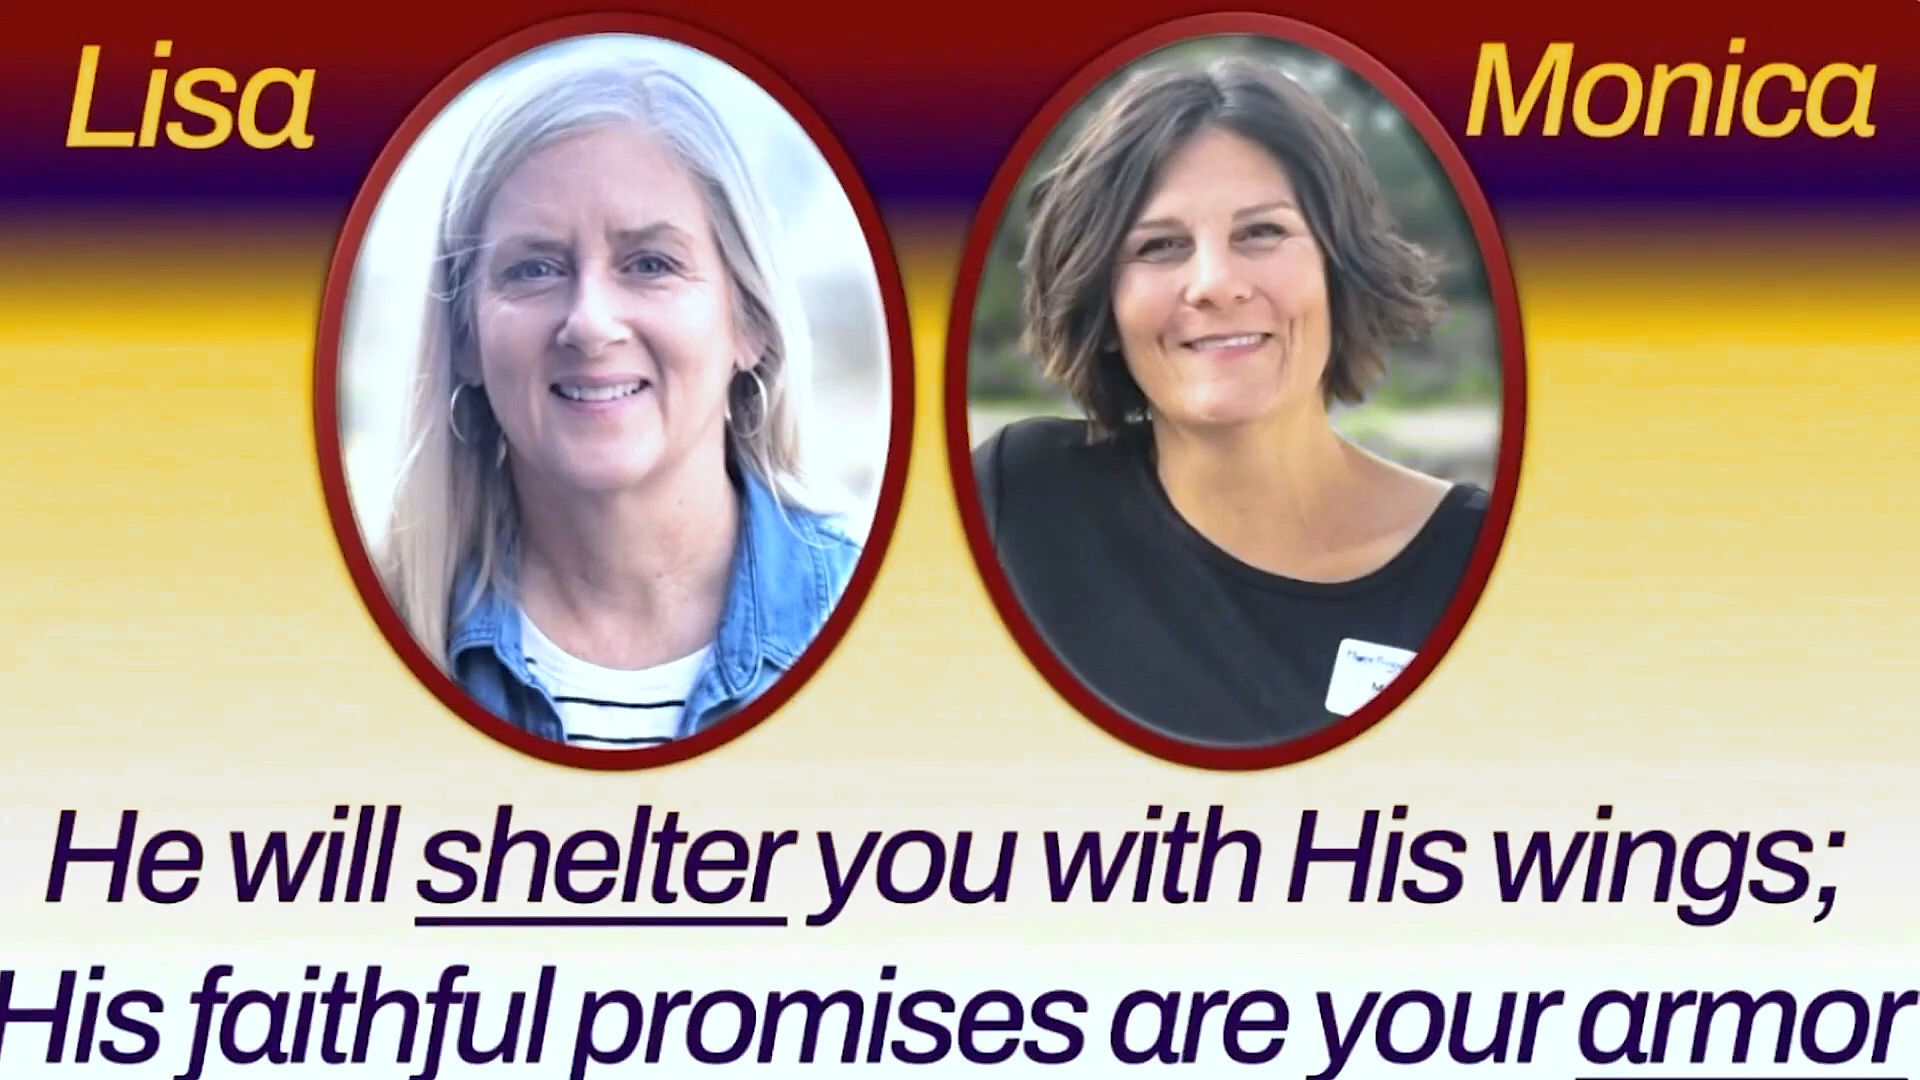 Lisa
Monica
He will shelter you with His wings;
His faithful promises are your armor